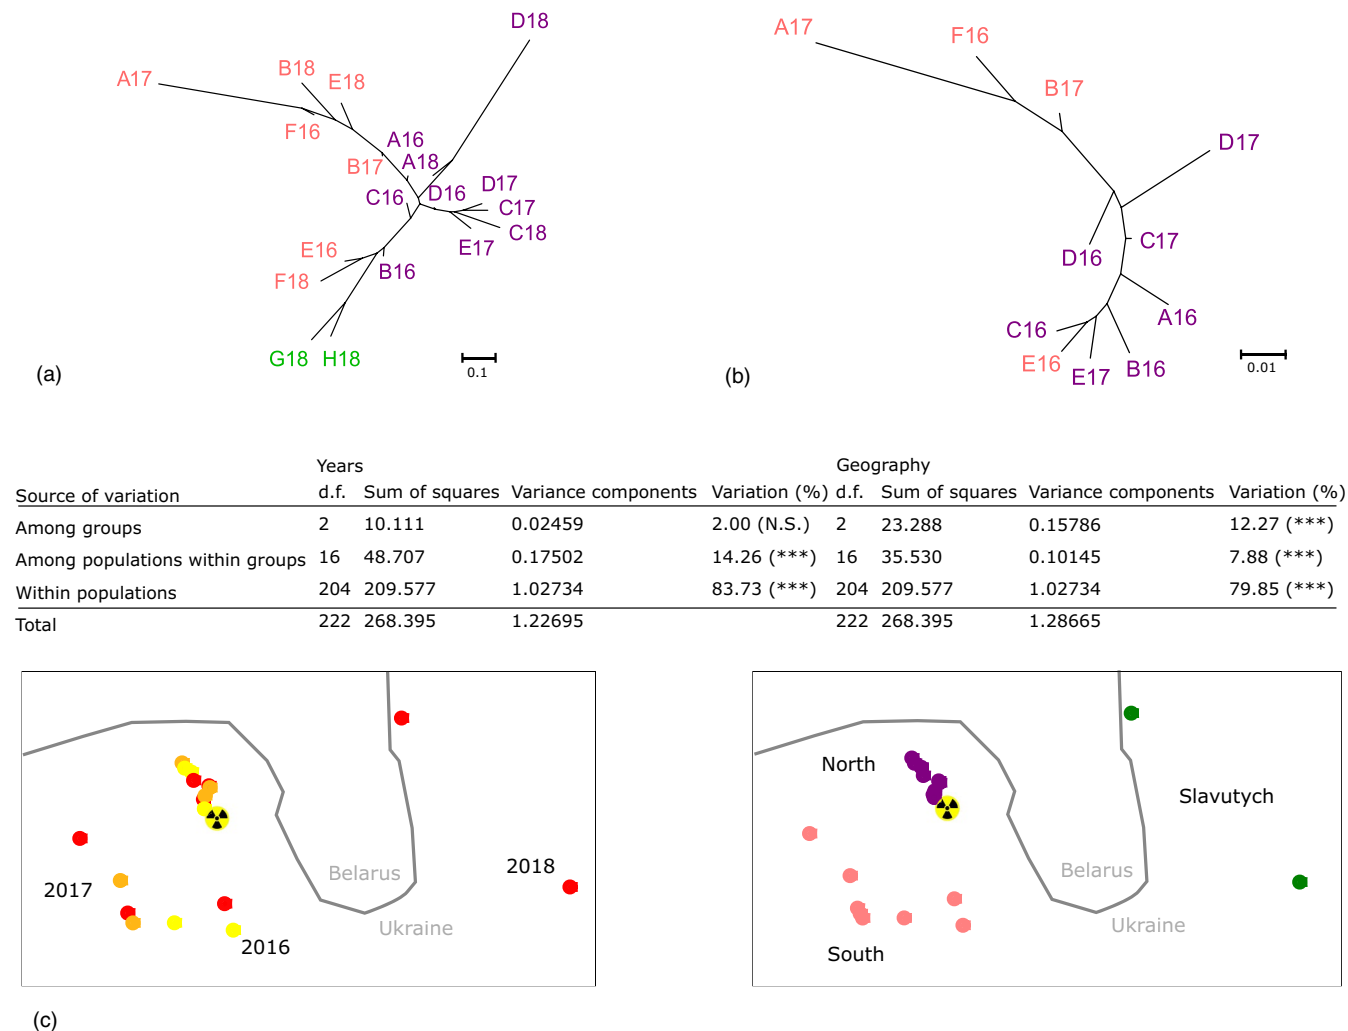 D18
A17
B18
E18
F16
A16
B17
A18
C16
D16
D17
C17
C18
E17
E16
F18
B16
G18 H18
0.1
(a)
A17
F16
B17
D17
D16
C17
A16
C16
E16
E17
B16
0.01
(b)
Years Geography
Source of variation d.f. Sum of squares Variance components Variation (%) d.f. Sum of squares Variance components Variation (%)
Among groups 2 10.111 0.02459 2.00 (N.S.) 2 23.288 0.15786 12.27 (***)
Among populations within groups 16 48.707 0.17502 14.26 (***) 16 35.530 0.10145 7.88 (***)
Within populations 204 209.577 1.02734 83.73 (***) 204 209.577 1.02734 79.85 (***)
Total 222 268.395 1.22695 222 268.395 1.28665
2017
2016
2018
Belarus
Ukraine
North
South
Slavutych
Belarus
Ukraine
(c)